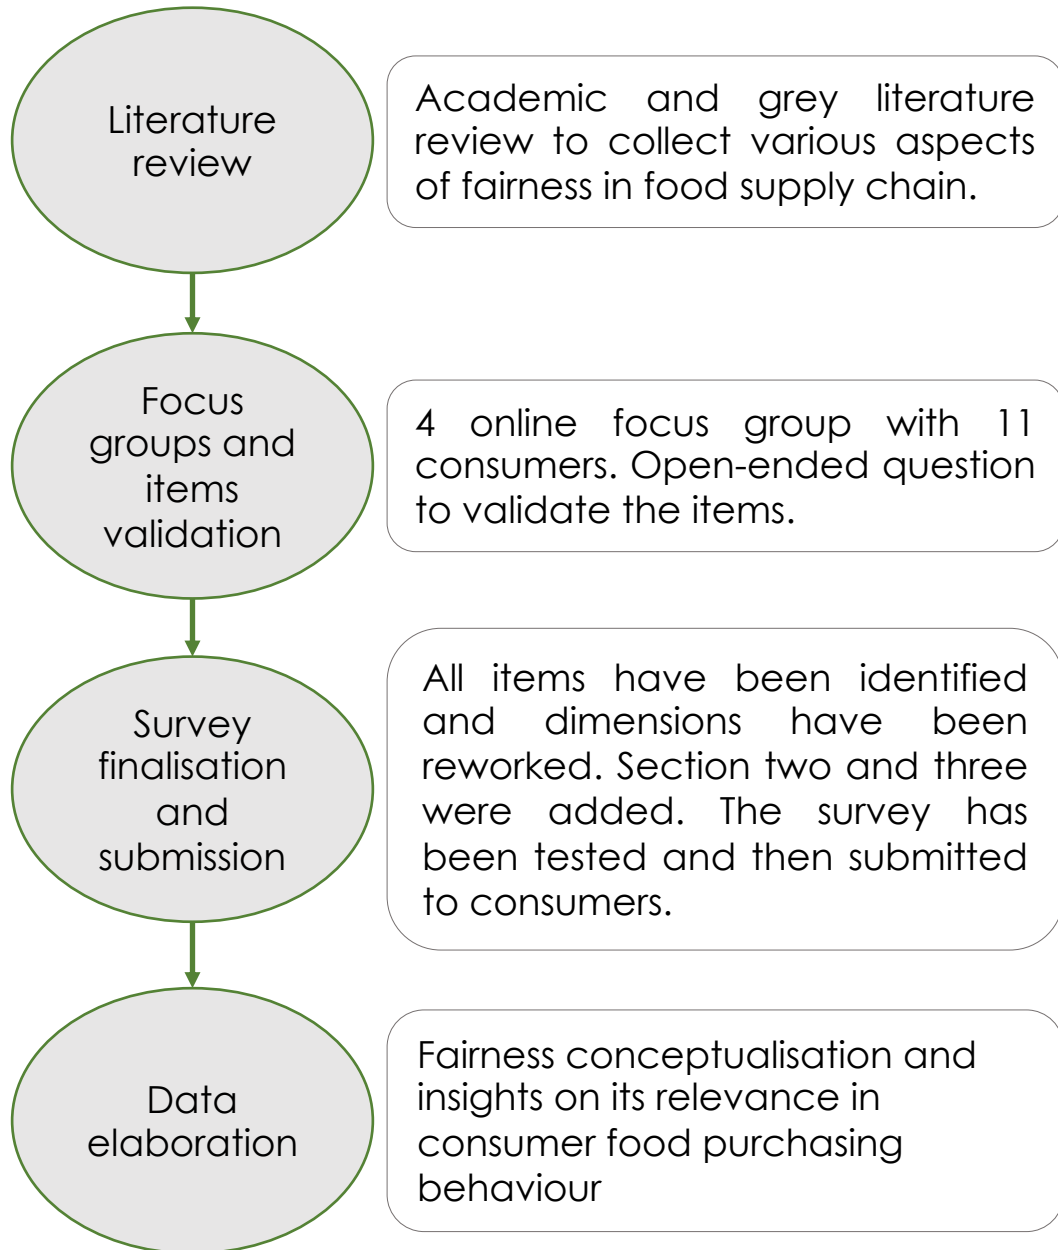 Literature
review
Academic and grey literature
review to collect various aspects
of fairness in food supply chain.
Focus
groups and
items
validation
4 online focus group with 11
consumers. Open-ended question
to validate the items.
Survey
finalisation
and
submission
All items have been identified
and dimensions have been
reworked. Section two and three
were added. The survey has
been tested and then submitted
to consumers.
Data
elaboration
Fairness conceptualisation and
insights on its relevance in
consumer food purchasing
behaviour